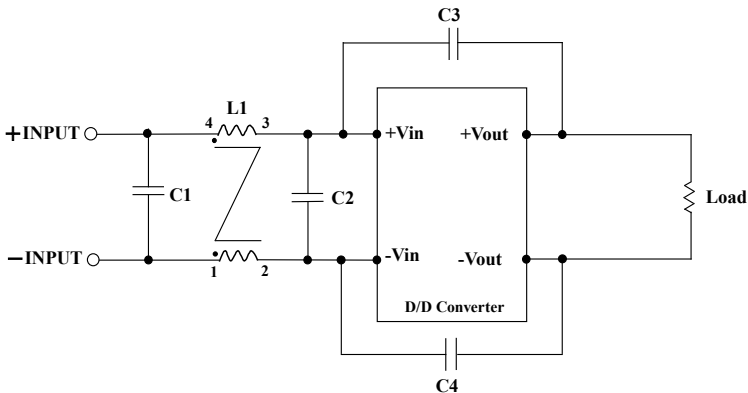 C3
L1
4 3
+INPUT
+Vin
+Vout
C1
C2
Load
−INPUT
-Vin
-Vout
1 2
D/D Converter
C4